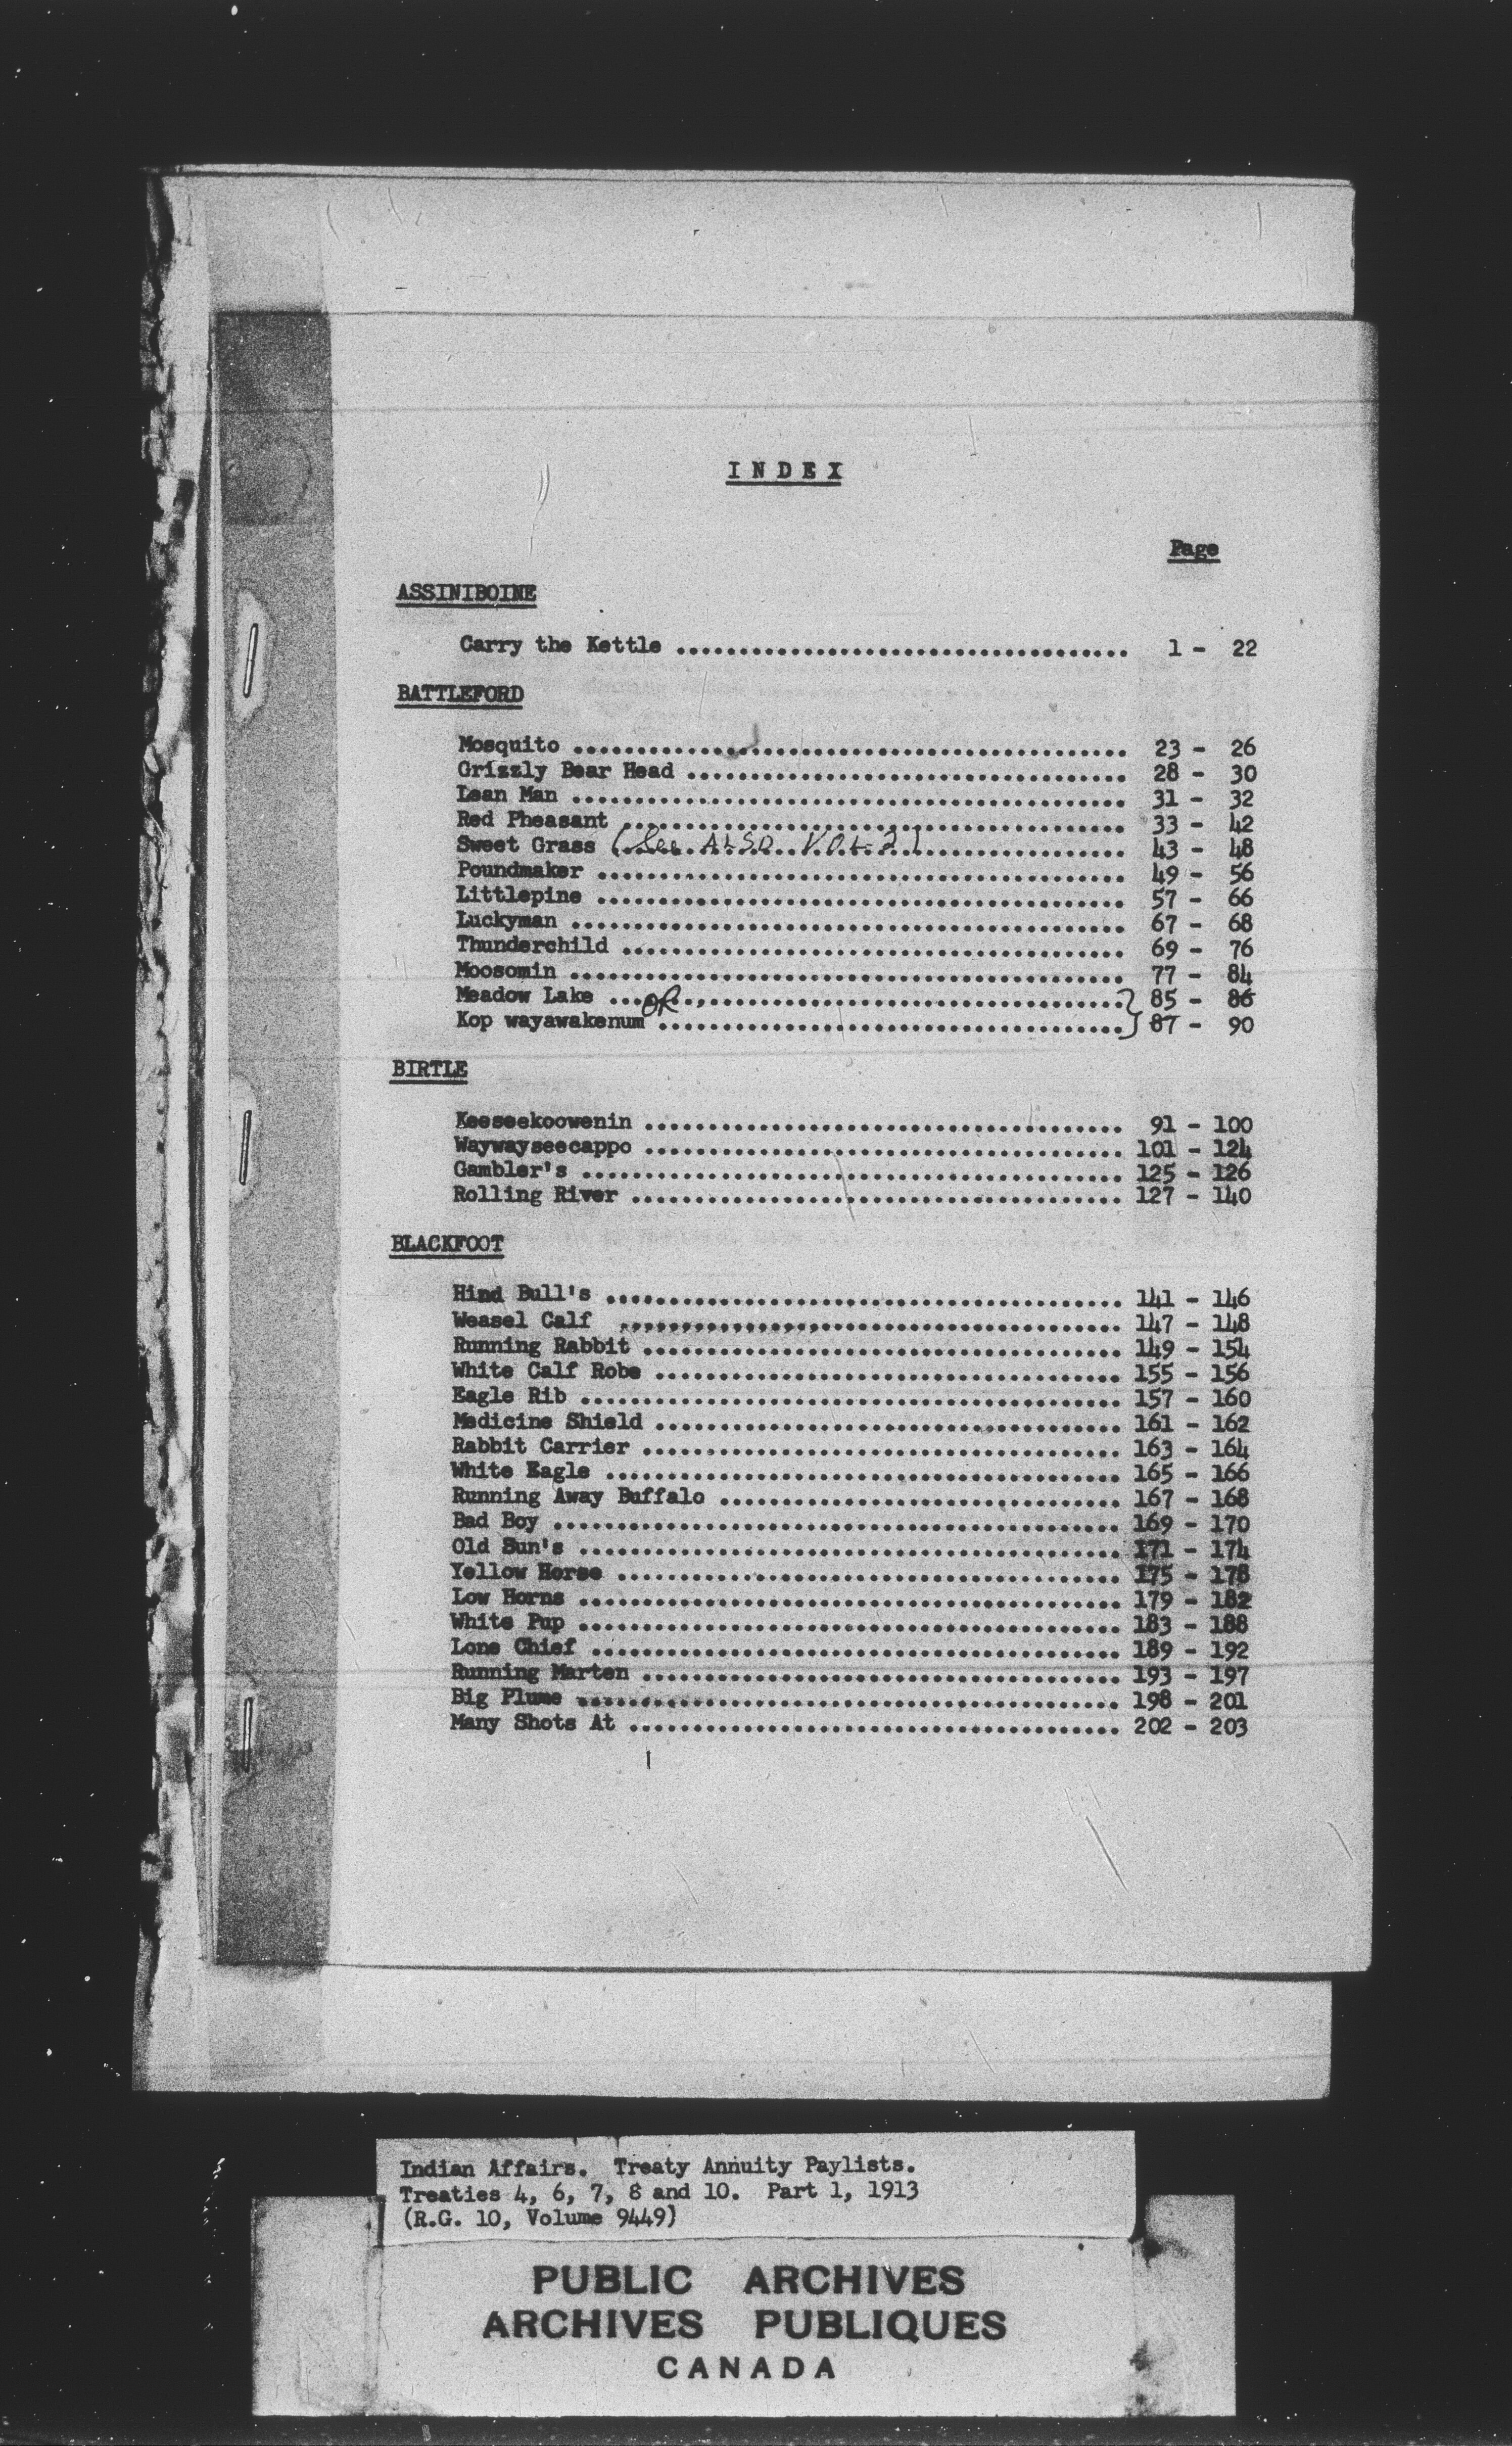 INDEX
Page
ASSINIBOINE
Carry the Kettle .................................... 1 - 22
BATTLEFORD
Mosquito ............................................ 23 - 26
Grizzly Bear Head ................................... 28 - 30
Lean Man ............................................ 31 - 32
Red Pheasant ........................................ 33 - 42
Sweet Grass (See ALSO VOL. 2) ....................... 43 - 48
Poundmaker .......................................... 49 - 56
Littlepine .......................................... 57 - 66
Luckyman ............................................ 67 - 68
Thunderchild ........................................ 69 - 76
Moosomin ............................................ 77 - 84
Meadow Lake ...or.................................... } 85 - 86
Kop wayawakenum ..................................... } 87 - 90
BIRTLE
Keeseekoowenin ...................................... 91 - 100
Waywayseecappo ...................................... 101 - 124
Gambler's ........................................... 125 - 126
Rolling River ....................................... 127 - 140
BLACKFOOT
Hind Bull's ......................................... 141 - 146
Weasel Calf ,,,,,,,,,,,,,,,,......................... 147 - 148
Running Rabbit ...................................... 149 - 154
White Calf Robe ..................................... 155 - 156
Eagle Rib ........................................... 157 - 160
Medicine Shield ..................................... 161 - 162
Rabbit Carrier ...................................... 163 - 164
White Eagle ......................................... 165 - 166
Running Away Buffalo ................................ 167 - 168
Bad Boy ............................................. 169 - 170
Old Sun's ........................................... 171 - 174
Yellow Horse ........................................ 175 - 178
Low Horns ........................................... 179 - 182
White Pup ........................................... 183 - 188
Lone Chief .......................................... 189 - 192
Running Marten ...................................... 193 - 197
Big Plume ........................................... 198 - 201
Many Shots At ....................................... 202 - 203
Indian Affairs. Treaty Annuity Paylists.
Treaties 4, 6, 7, 8 and 10. Part 1, 1913
(R.G. 10, Volume 9449)
PUBLIC ARCHIVES
ARCHIVES PUBLIQUES
CANADA